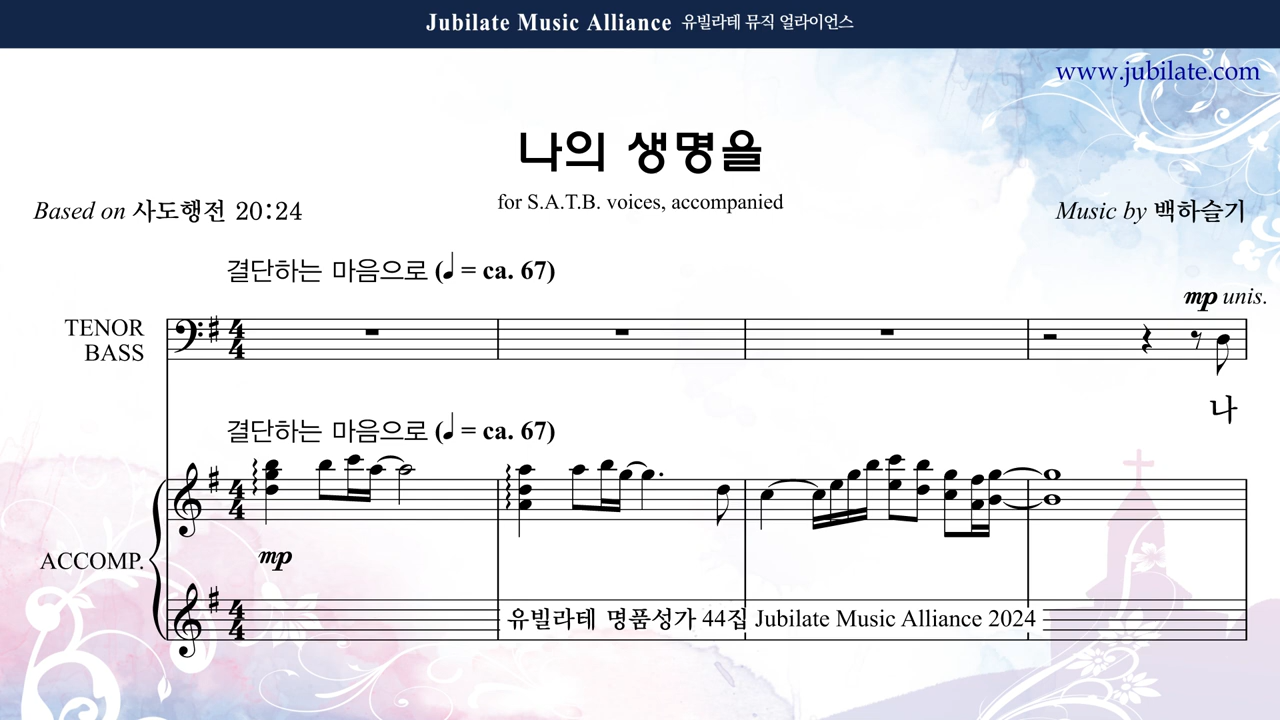 Jubilate Music Alliance 유빌라테 뮤직 얼라이언스
www.jubilate.com
나의 생명을
for S.A.T.B. voices, accompanied
Based on 사도행전 20:24
Music by 백하슬기
결단하는 마음으로 (♩ = ca. 67)
mp unis.
TENOR
BASS
나
결단하는 마음으로 (♩ = ca. 67)
mp
ACCOMP.
유빌라테 명품성가 44집 Jubilate Music Alliance 2024